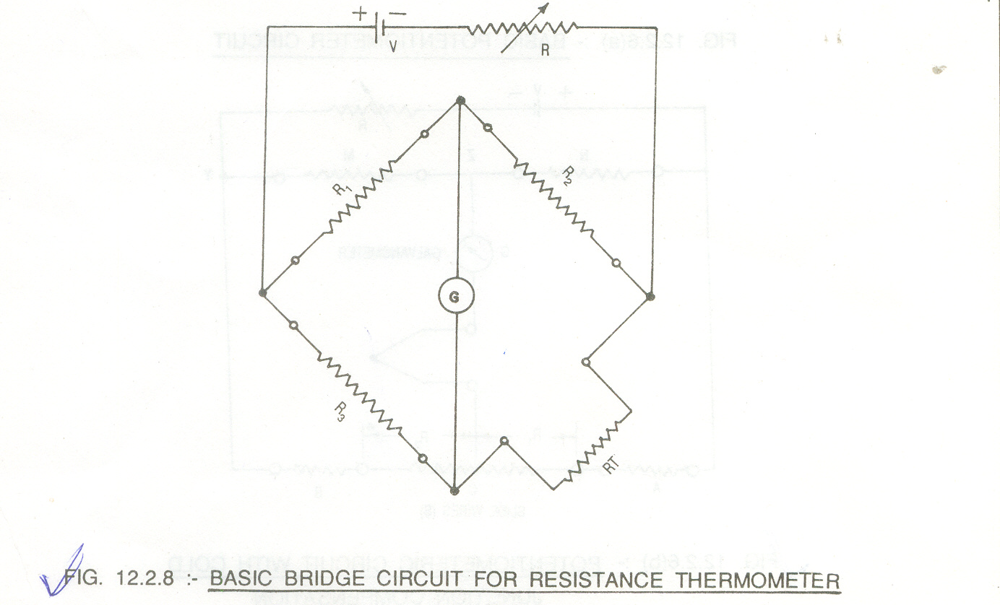 + −
V
R
R1
R2
G
R3
RT
FIG. 12.2.8 :- BASIC BRIDGE CIRCUIT FOR RESISTANCE THERMOMETER